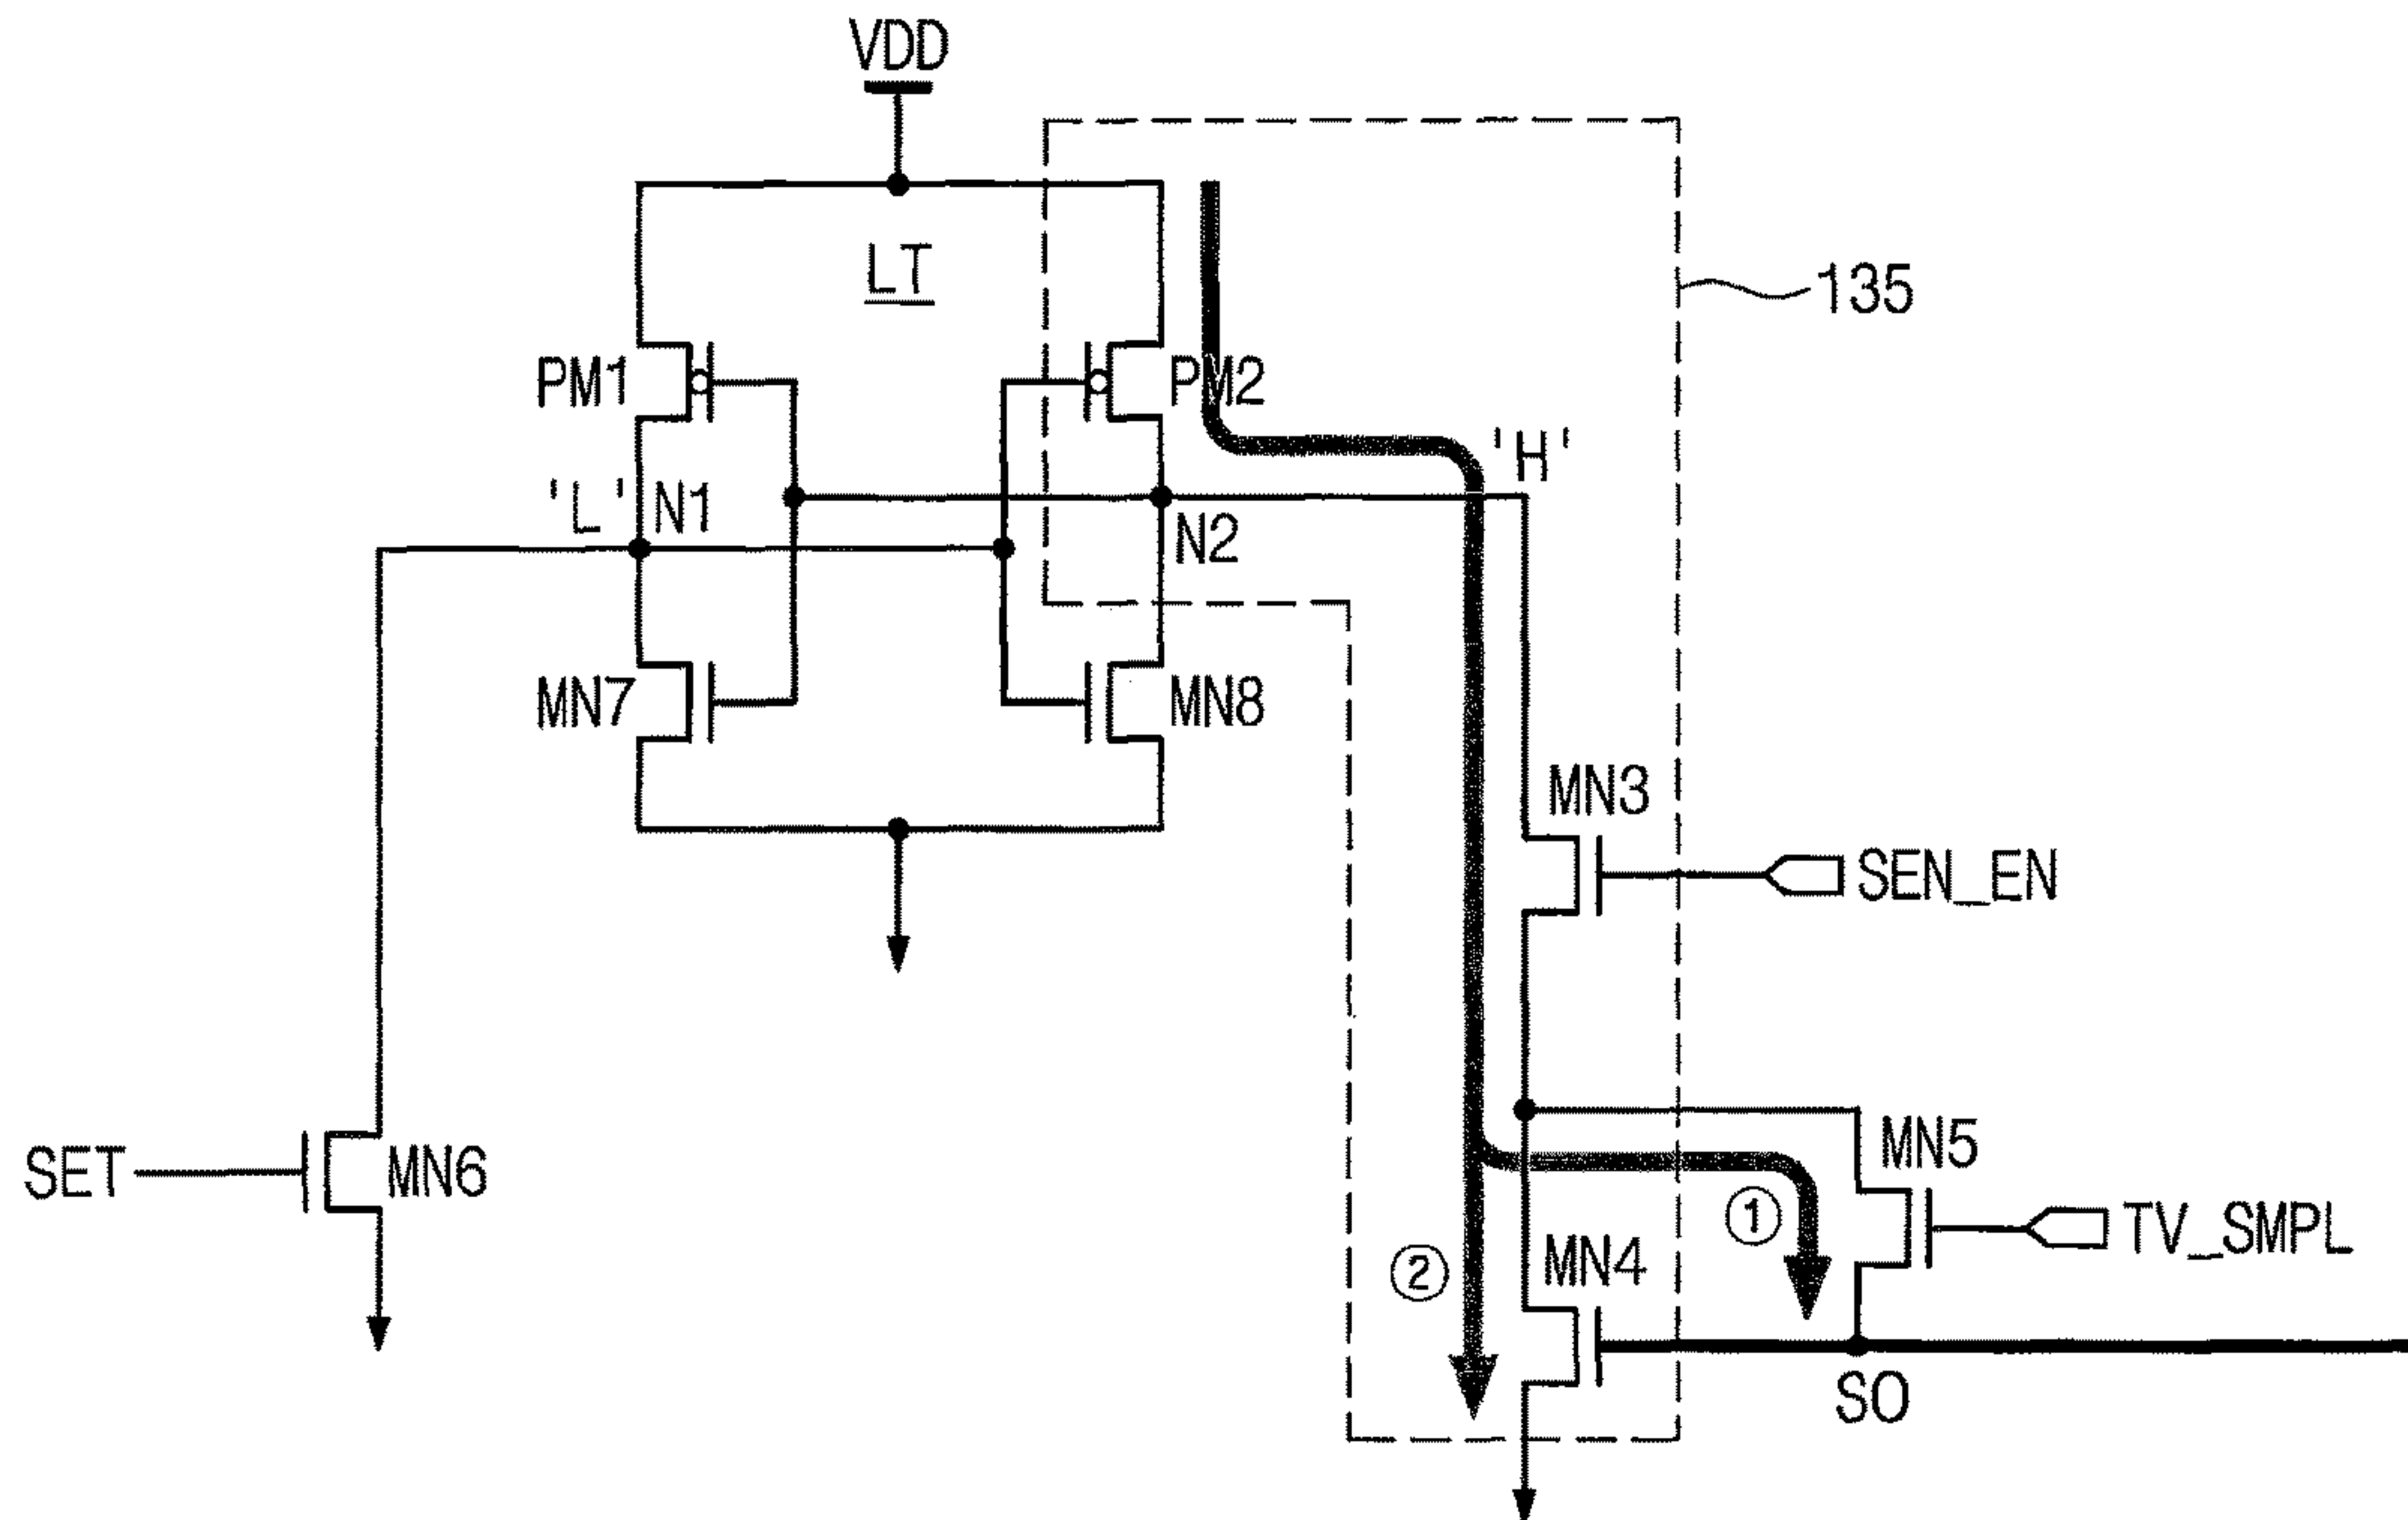 VDD
LT
135
PM1
PM2
'H'
'L'
N1
N2
MN7
MN8
MN3
SEN_EN
MN5
SET
MN6
①
TV_SMPL
②
MN4
SO